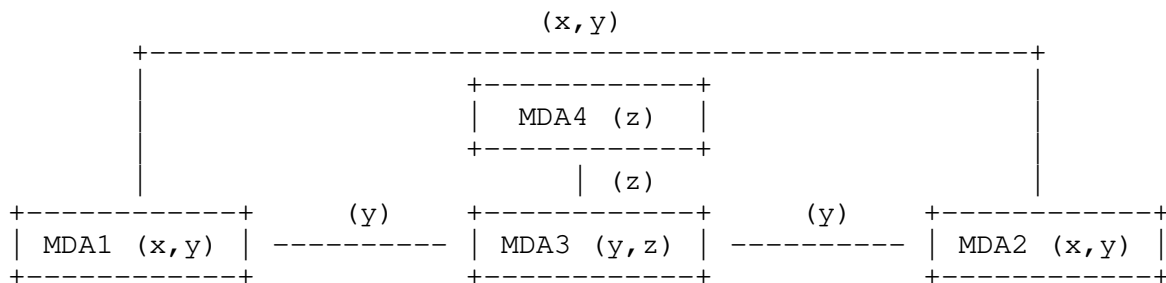 (x,y)
MDA4 (z)
(z)
(y) (y)
MDA1 (x,y) MDA3 (y,z) MDA2 (x,y)